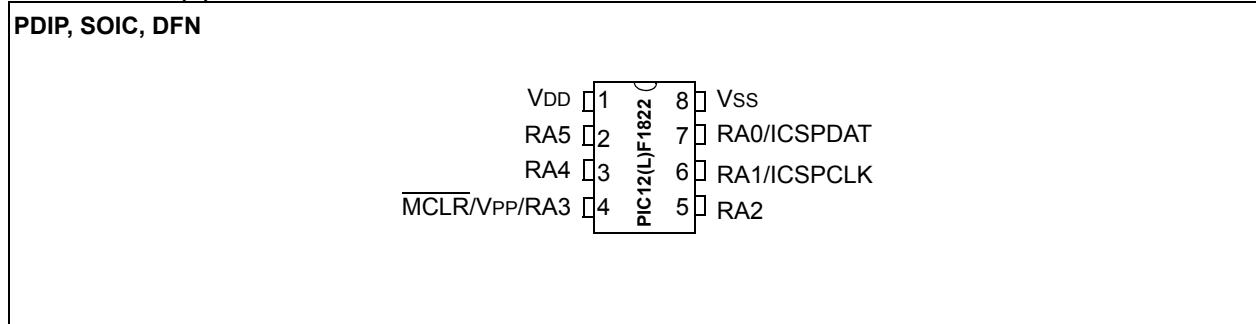 PDIP, SOIC, DFN
VDD 1 8 VSS
RA5 2 7 RA0/ICSPDAT
RA4 3 6 RA1/ICSPCLK
MCLR/VPP/RA3 4 5 RA2
PIC12(L)F1822